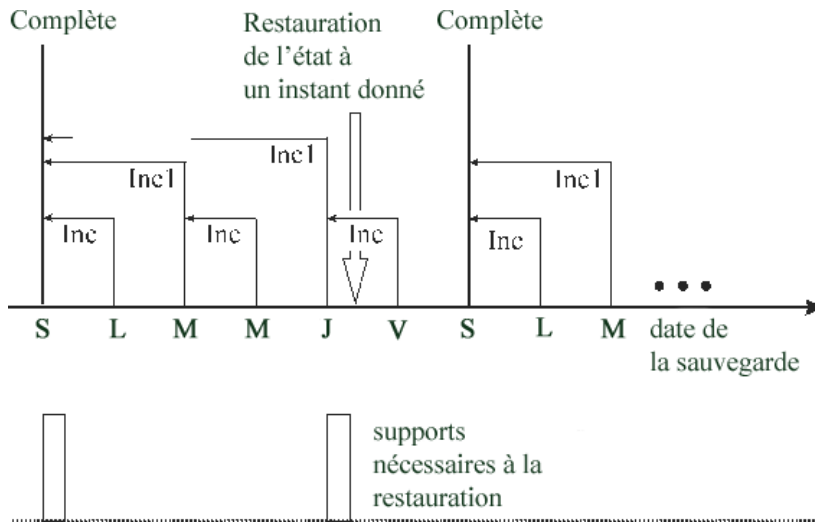 Complète
Restauration
de l’état à
un instant donné
Complète
Inc1
Inc1
Inc1
Inc
Inc
Inc
Inc
S L M M J V S L M
date de
la sauvegarde
supports
nécessaires à la
restauration